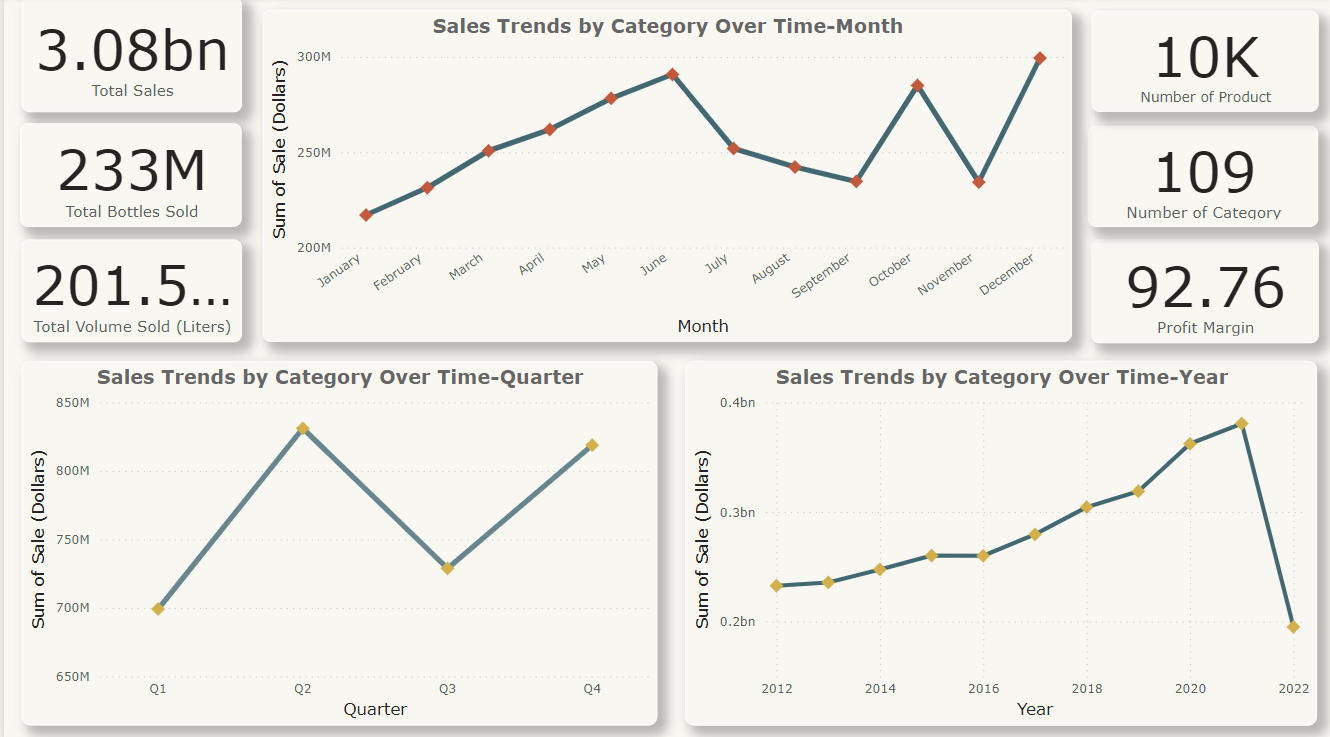 3.08bn
Total Sales
233M
Total Bottles Sold
201.5...
Total Volume Sold (Liters)
Sales Trends by Category Over Time-Month
Sum of Sale (Dollars)
300M
250M
200M
January
February
March
April
May
June
July
August
September
October
November
December
Month
10K
Number of Product
109
Number of Category
92.76
Profit Margin
Sales Trends by Category Over Time-Quarter
Sum of Sale (Dollars)
850M
800M
750M
700M
650M
Q1
Q2
Q3
Q4
Quarter
Sales Trends by Category Over Time-Year
Sum of Sale (Dollars)
0.4bn
0.3bn
0.2bn
2012
2014
2016
2018
2020
2022
Year